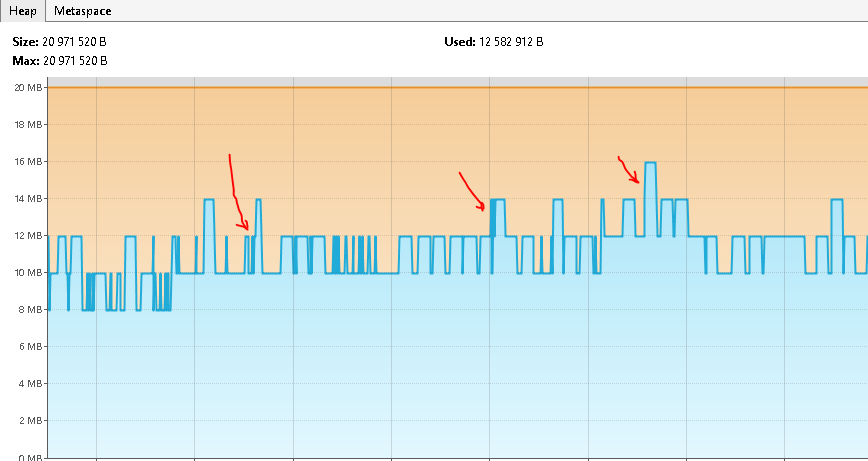 Heap Metaspace
Size: 20 971 520 B Used: 12 582 912 B
Max: 20 971 520 B
20 MB
18 MB
16 MB
14 MB
12 MB
10 MB
8 MB
6 MB
4 MB
2 MB
0 MB